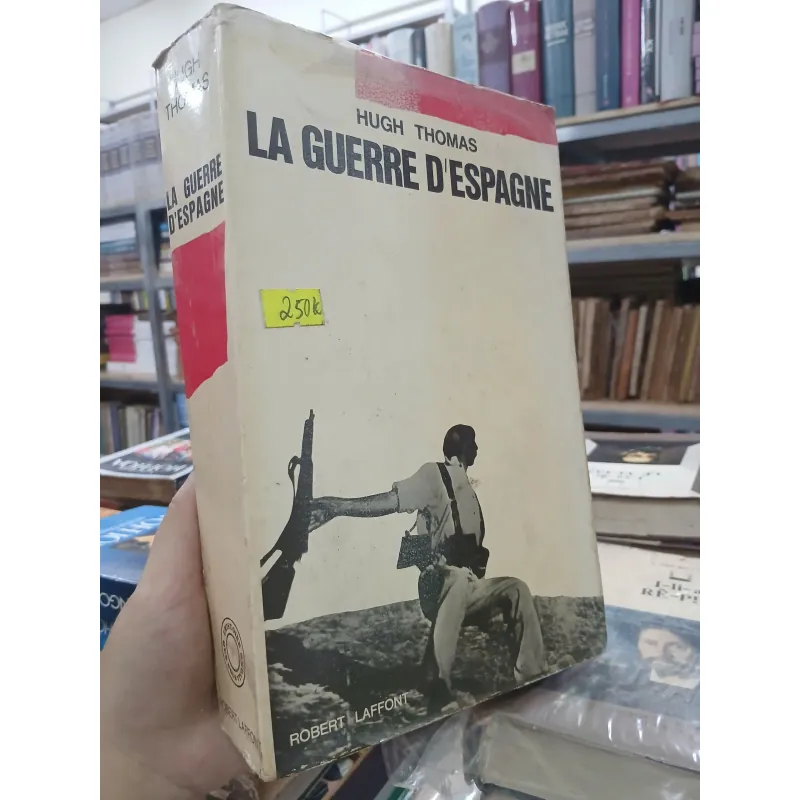 HUGH THOMAS
LA GUERRE D'ESPAGNE
250k
ROBERT LAFFONT
HUGH
THOMAS
LA GUERRE
D'ESPAGNE
ROBERT LAFFONT